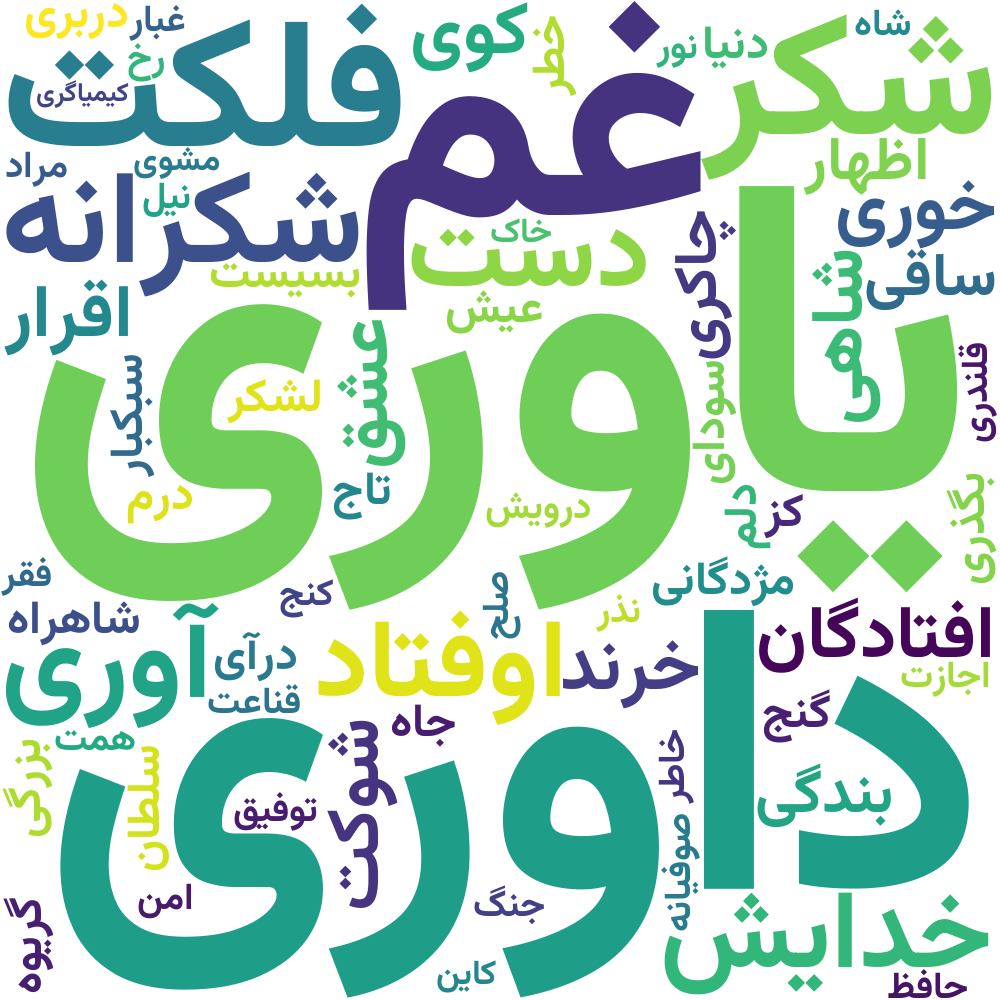 دربری
غبار
کوی
خطر
شاه
دنیا
نور
شکر
غم
فلکت
رخ
کیمیاگری
اظهار
مراد
مشوی
نیل
شکرانه
خاک
دست
چاکری
خوری
ساقی
بسیست
عیش
شاهی
اقرار
یاوری
عشق
لشکر
سبکبار
سودای
قلندری
درم
تاج
درویش
دلم
کز
بگذری
فقر
کنج
صلح
مژدگانی
نذر
شاهراه
آوری
درآی
اوفتاد
خرند
افتادگان
اجازت
قناعت
جاه
گنج
همت
بزرگی
سلطان
شوکت
خاطر
داوری
بندگی
توفیق
صوفیانه
امن
جنگ
گریوه
خدایش
کاین
حافظ